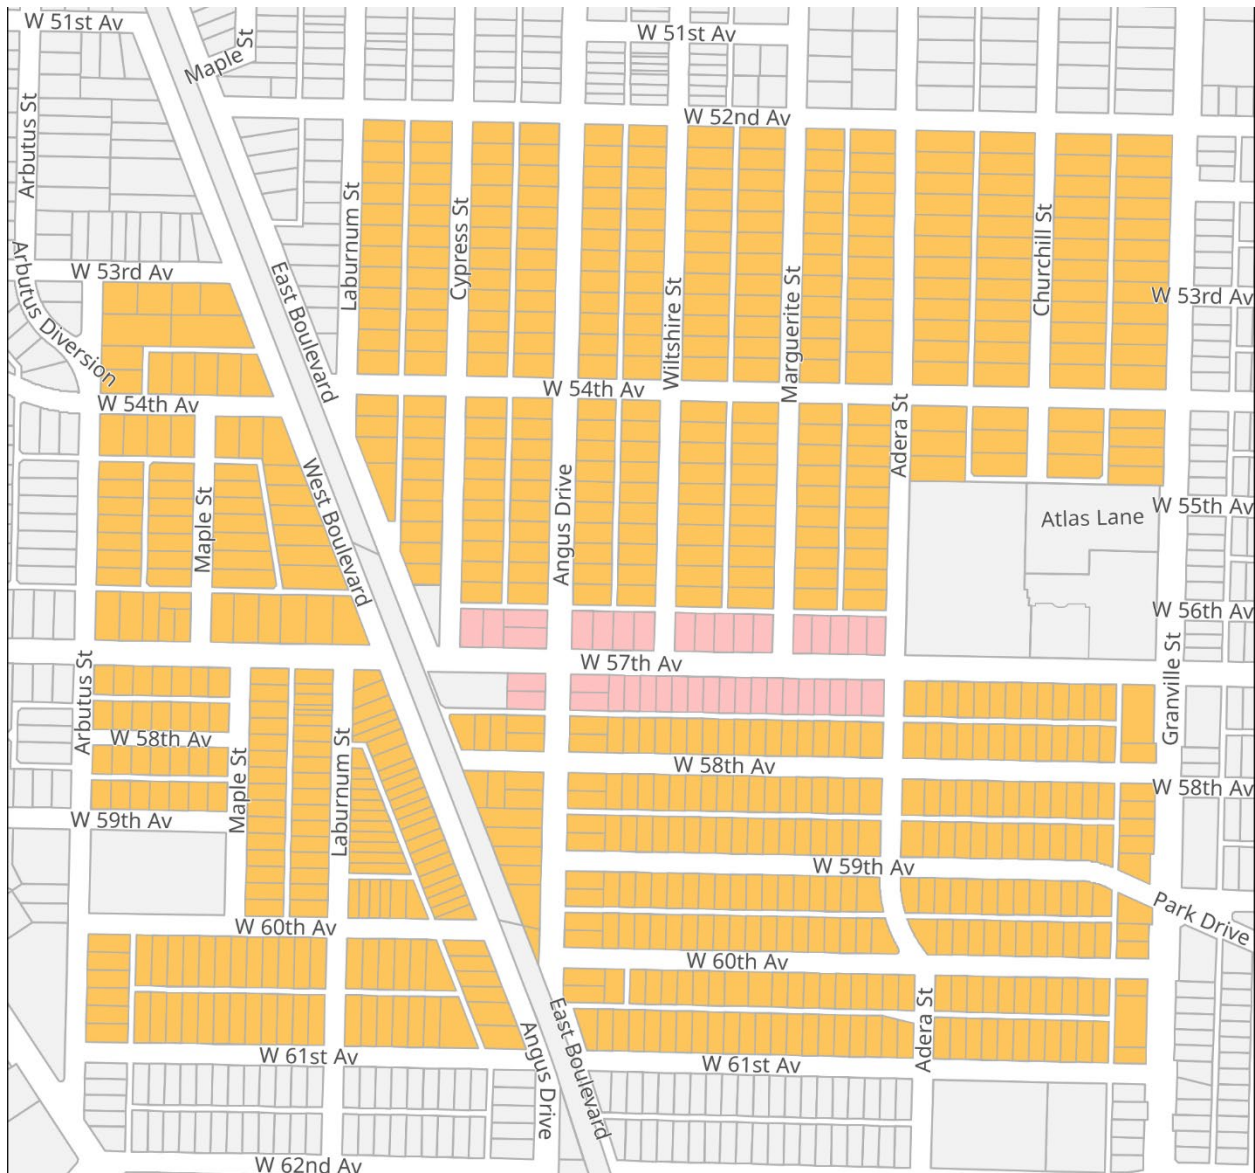 W 51st Av
Maple St
W 51st Av
Arbutus St
W 52nd Av
Laburnum St
Cypress St
Churchill St
Arbutus Diversion
W 53rd Av
East Boulevard
Wiltshire St
Marguerite St
W 53rd Av
W 54th Av
W 54th Av
Adera St
Maple St
West Boulevard
Angus Drive
Atlas Lane
W 55th Av
W 56th Av
Arbutus St
W 57th Av
Granville St
W 58th Av
Maple St
Laburnum St
W 58th Av
W 58th Av
W 59th Av
W 59th Av
Park Drive
W 60th Av
W 60th Av
Adera St
East Boulevard
Angus Drive
W 61st Av
W 61st Av
W 62nd Av